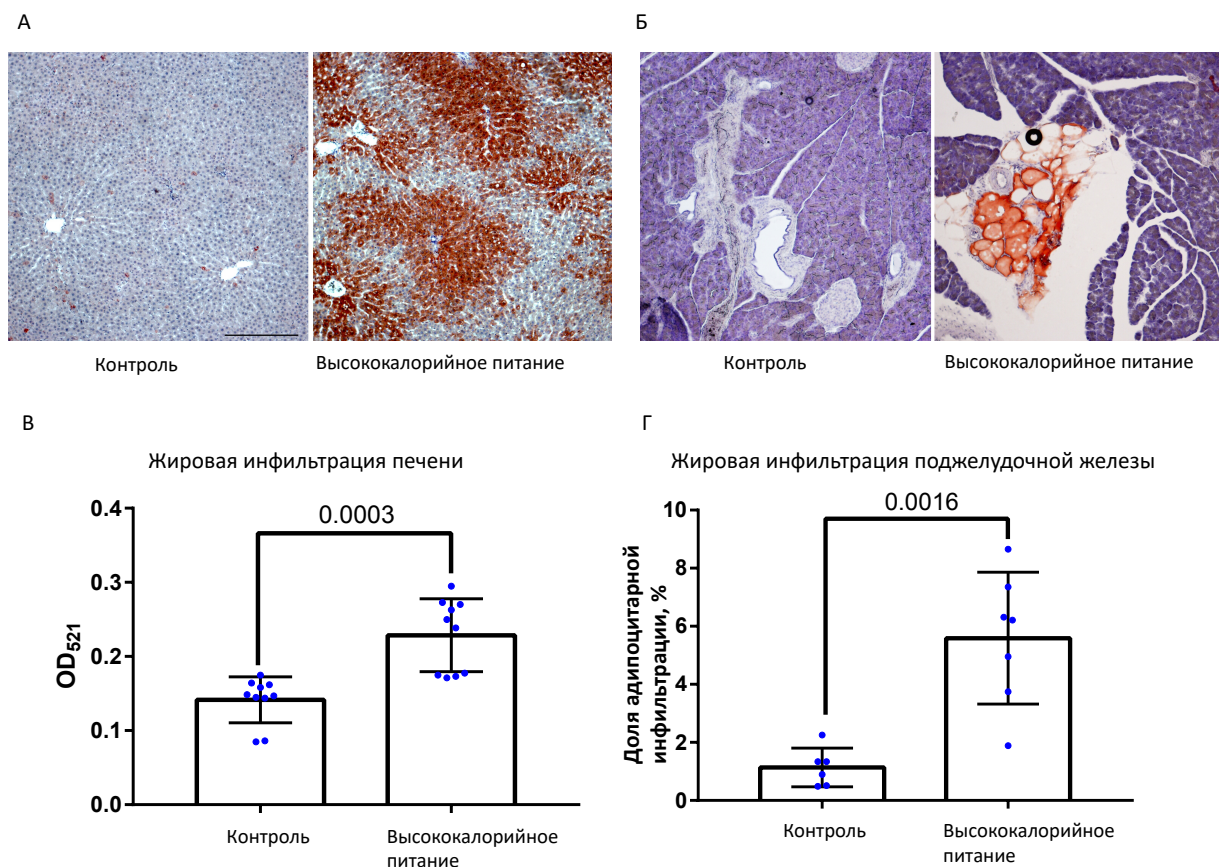 А
Б
Контроль
Высококалорийное питание
Контроль
Высококалорийное питание
В
Жировая инфильтрация печени
0.0003
0.4
0.3
0.2
0.1
0.0
OD521
Контроль
Высококалорийное
питание
Г
Жировая инфильтрация поджелудочной железы
0.0016
10
8
6
4
2
0
Доля адипоцитарной
инфильтрации, %
Контроль
Высококалорийное
питание